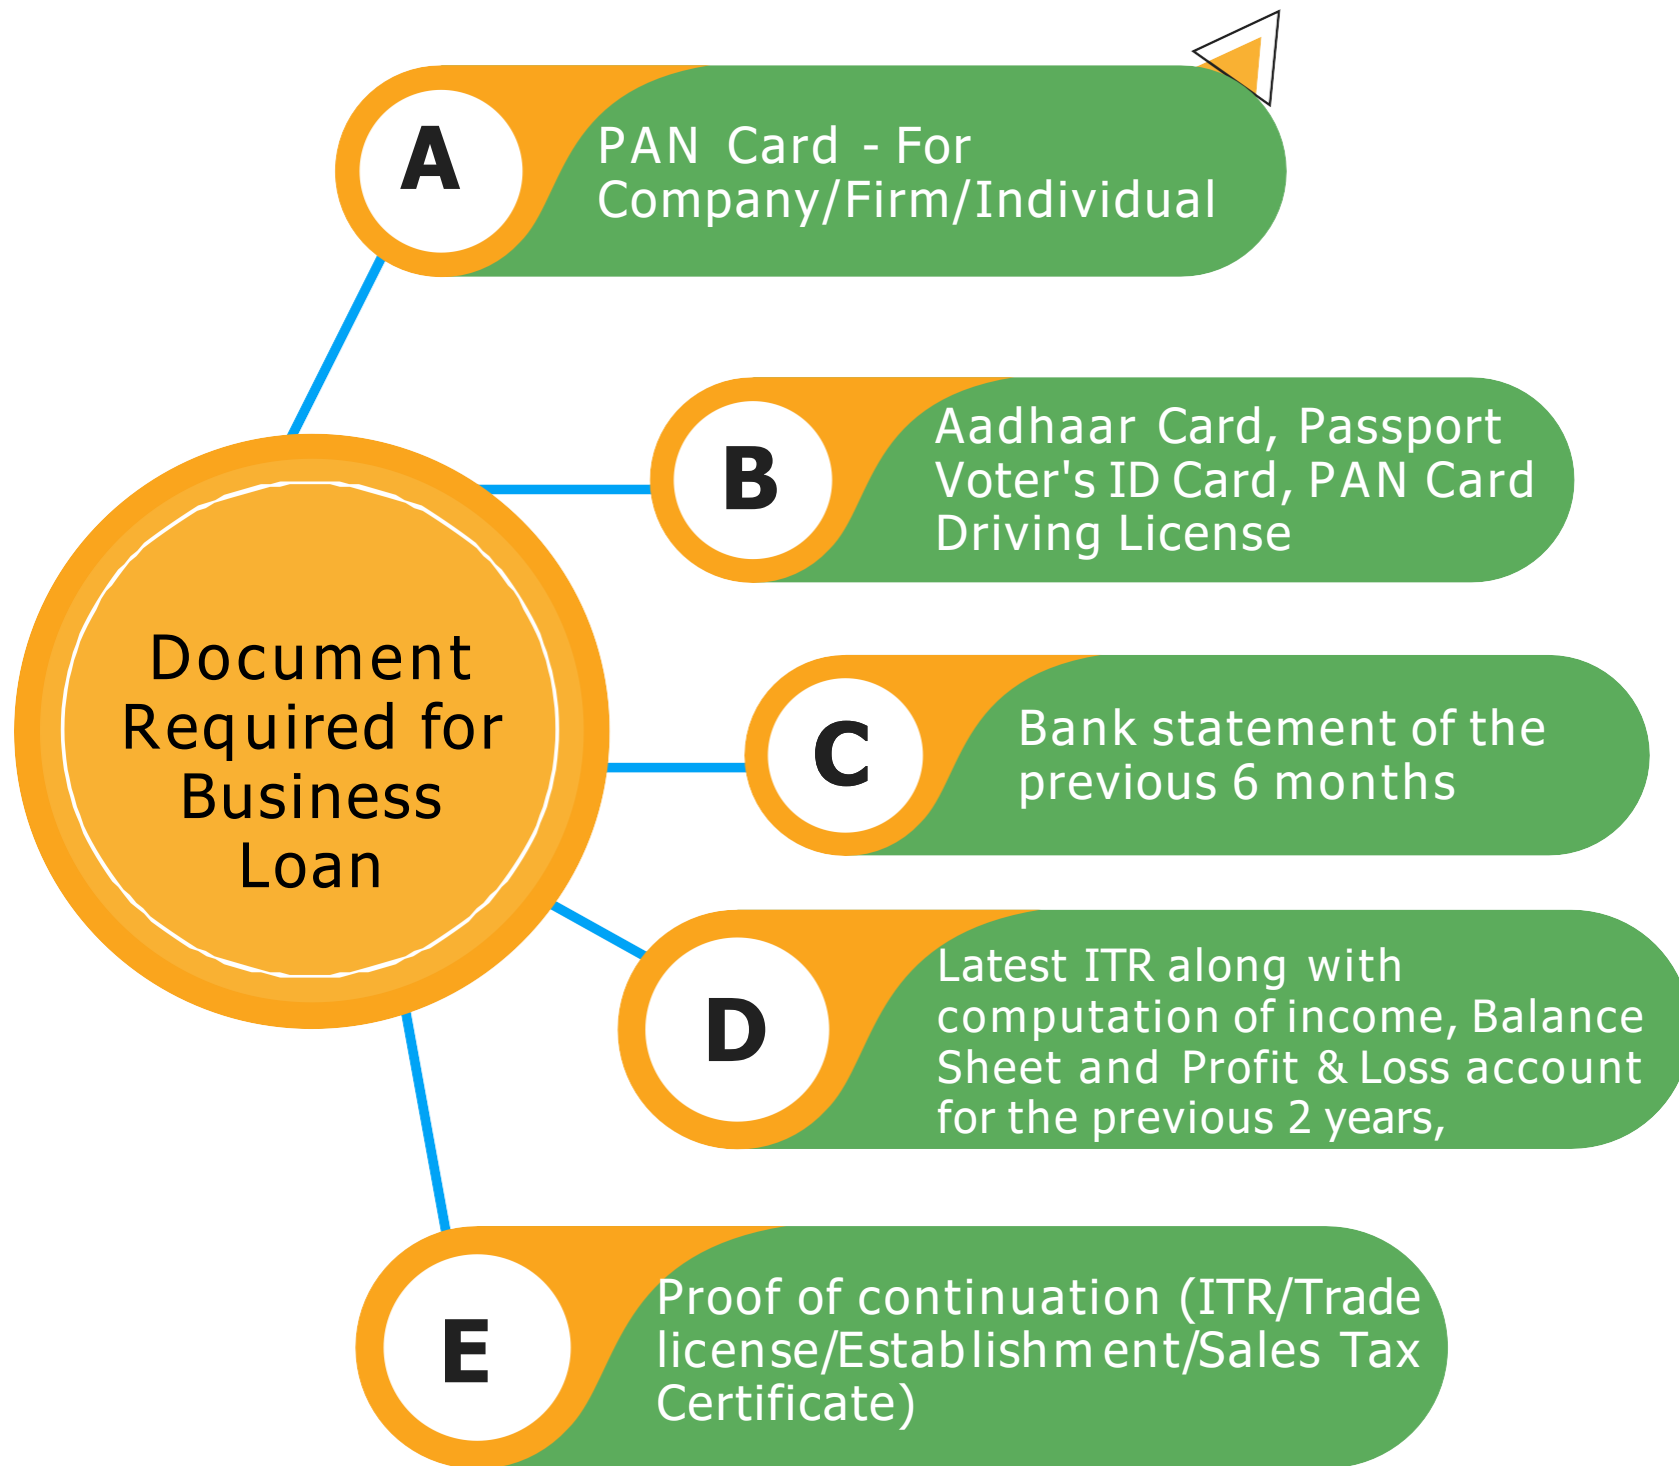 A
PAN Card - For
Company/Firm/Individual
B
Aadhaar Card, Passport
Voter's ID Card, PAN Card
Driving License
Document
Required for
Business
Loan
C
Bank statement of the
previous 6 months
D
Latest ITR along with
computation of income, Balance
Sheet and Profit & Loss account
for the previous 2 years,
E
Proof of continuation (ITR/Trade
license/Establishment/Sales Tax
Certificate)